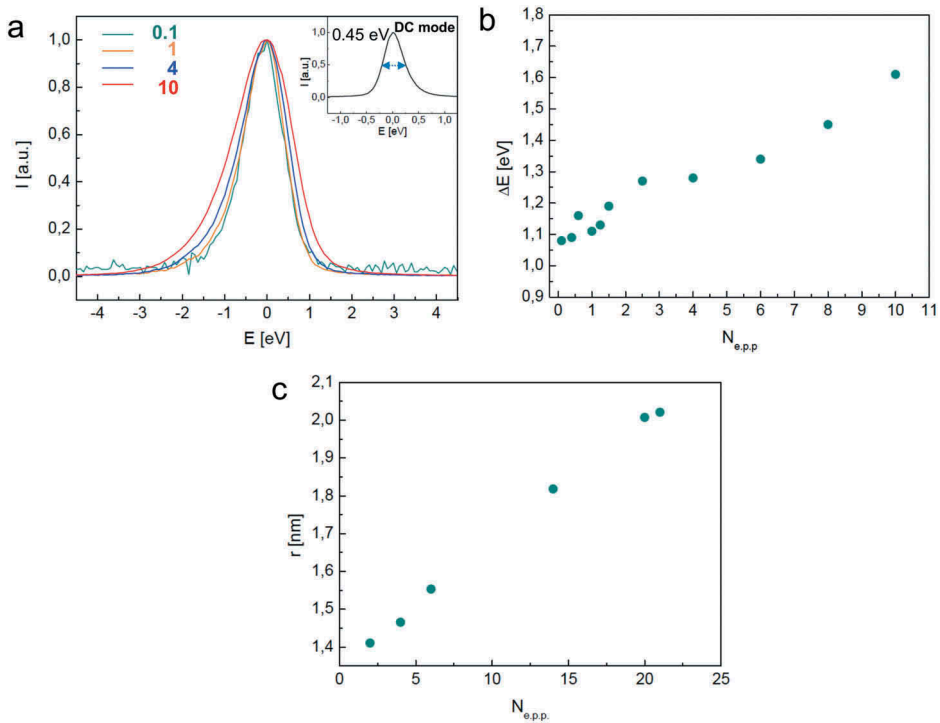 a
0.1
1
4
10
0.45 eV
DC mode
1,0
0,5
0,0
I [a.u.]
-1,0 -0,5 0,0 0,5 1,0
E [eV]
1,0
0,8
0,6
0,4
0,2
0,0
I [a.u.]
-4 -3 -2 -1 0 1 2 3 4
E [eV]
b
1,7
1,6
1,5
1,4
1,3
1,2
1,1
1,0
0,9
ΔE [eV]
0 1 2 3 4 5 6 7 8 9 10 11
Ne.p.p
c
2,1
2,0
1,9
1,8
1,7
1,6
1,5
1,4
r [nm]
0 5 10 15 20 25
Ne.p.p.